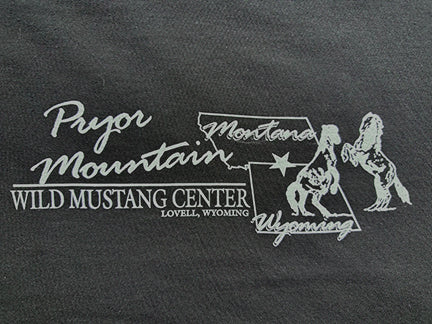 Pryor
Mountain
WILD MUSTANG CENTER
LOVELL, WYOMING
Montana
Wyoming